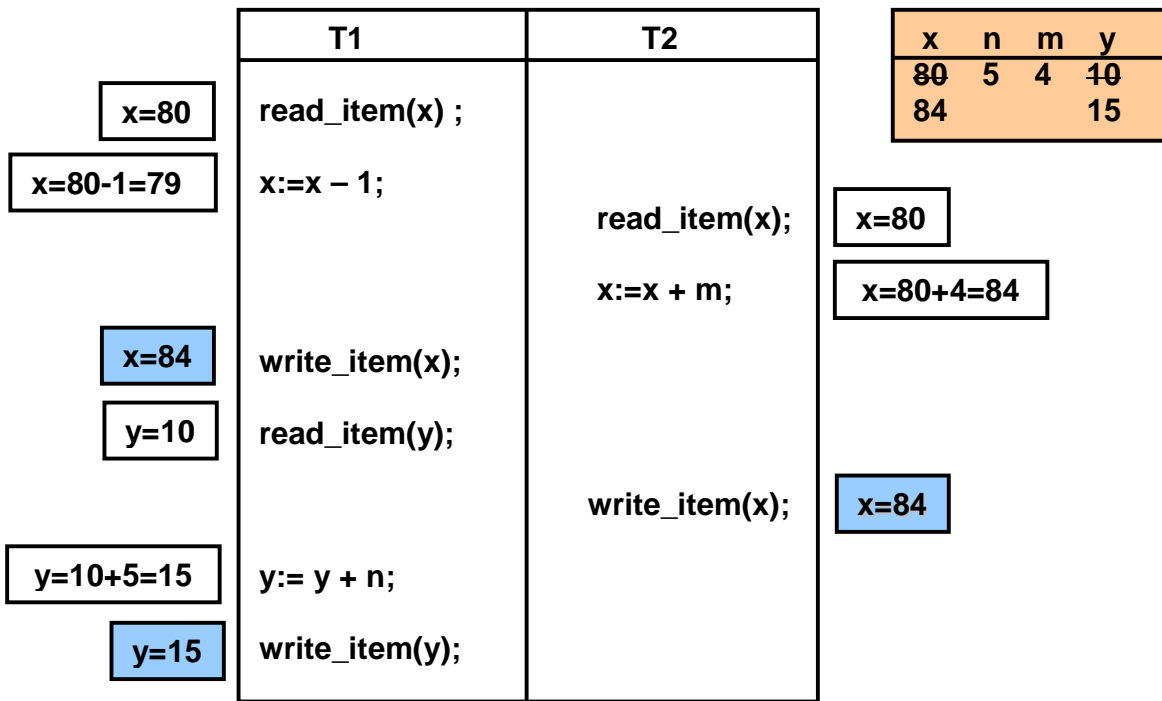 T1 T2
x n m y
80 5 4 10
84 15
x=80 read_item(x) ;
x=80-1=79 x:=x – 1;
read_item(x); x=80
x:=x + m; x=80+4=84
x=84 write_item(x);
y=10 read_item(y);
write_item(x); x=84
y=10+5=15 y:= y + n;
y=15 write_item(y);